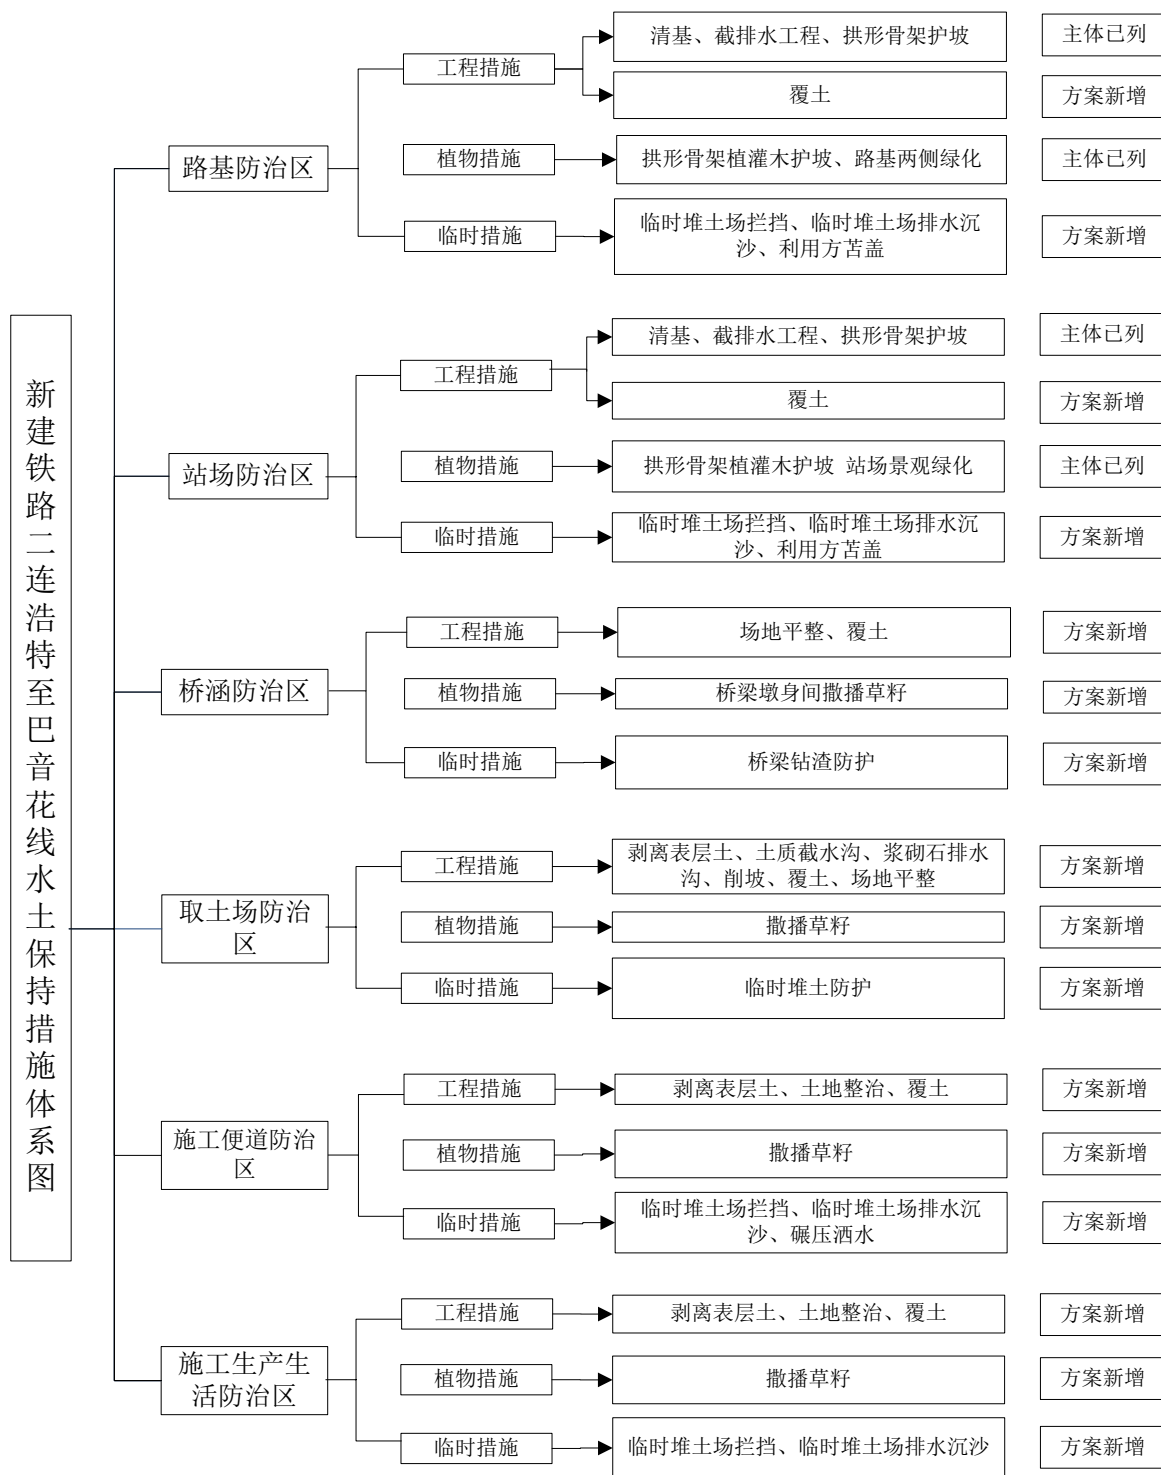 新建铁路二连浩特至巴音花线水土保持措施体系图
路基防治区
工程措施
清基、截排水工程、拱形骨架护坡
主体已列
覆土
方案新增
植物措施
拱形骨架植灌木护坡、路基两侧绿化
主体已列
临时措施
临时堆土场拦挡、临时堆土场排水沉
沙、利用方苫盖
方案新增
站场防治区
工程措施
清基、截排水工程、拱形骨架护坡
主体已列
覆土
方案新增
植物措施
拱形骨架植灌木护坡 站场景观绿化
主体已列
临时措施
临时堆土场拦挡、临时堆土场排水沉
沙、利用方苫盖
方案新增
桥涵防治区
工程措施
场地平整、覆土
方案新增
植物措施
桥梁墩身间撒播草籽
方案新增
临时措施
桥梁钻渣防护
方案新增
取土场防治
区
工程措施
剥离表层土、土质截水沟、浆砌石排水
沟、削坡、覆土、场地平整
方案新增
植物措施
撒播草籽
方案新增
临时措施
临时堆土防护
方案新增
施工便道防治
区
工程措施
剥离表层土、土地整治、覆土
方案新增
植物措施
撒播草籽
方案新增
临时措施
临时堆土场拦挡、临时堆土场排水沉
沙、碾压洒水
方案新增
施工生产生
活防治区
工程措施
剥离表层土、土地整治、覆土
方案新增
植物措施
撒播草籽
方案新增
临时措施
临时堆土场拦挡、临时堆土场排水沉沙
方案新增